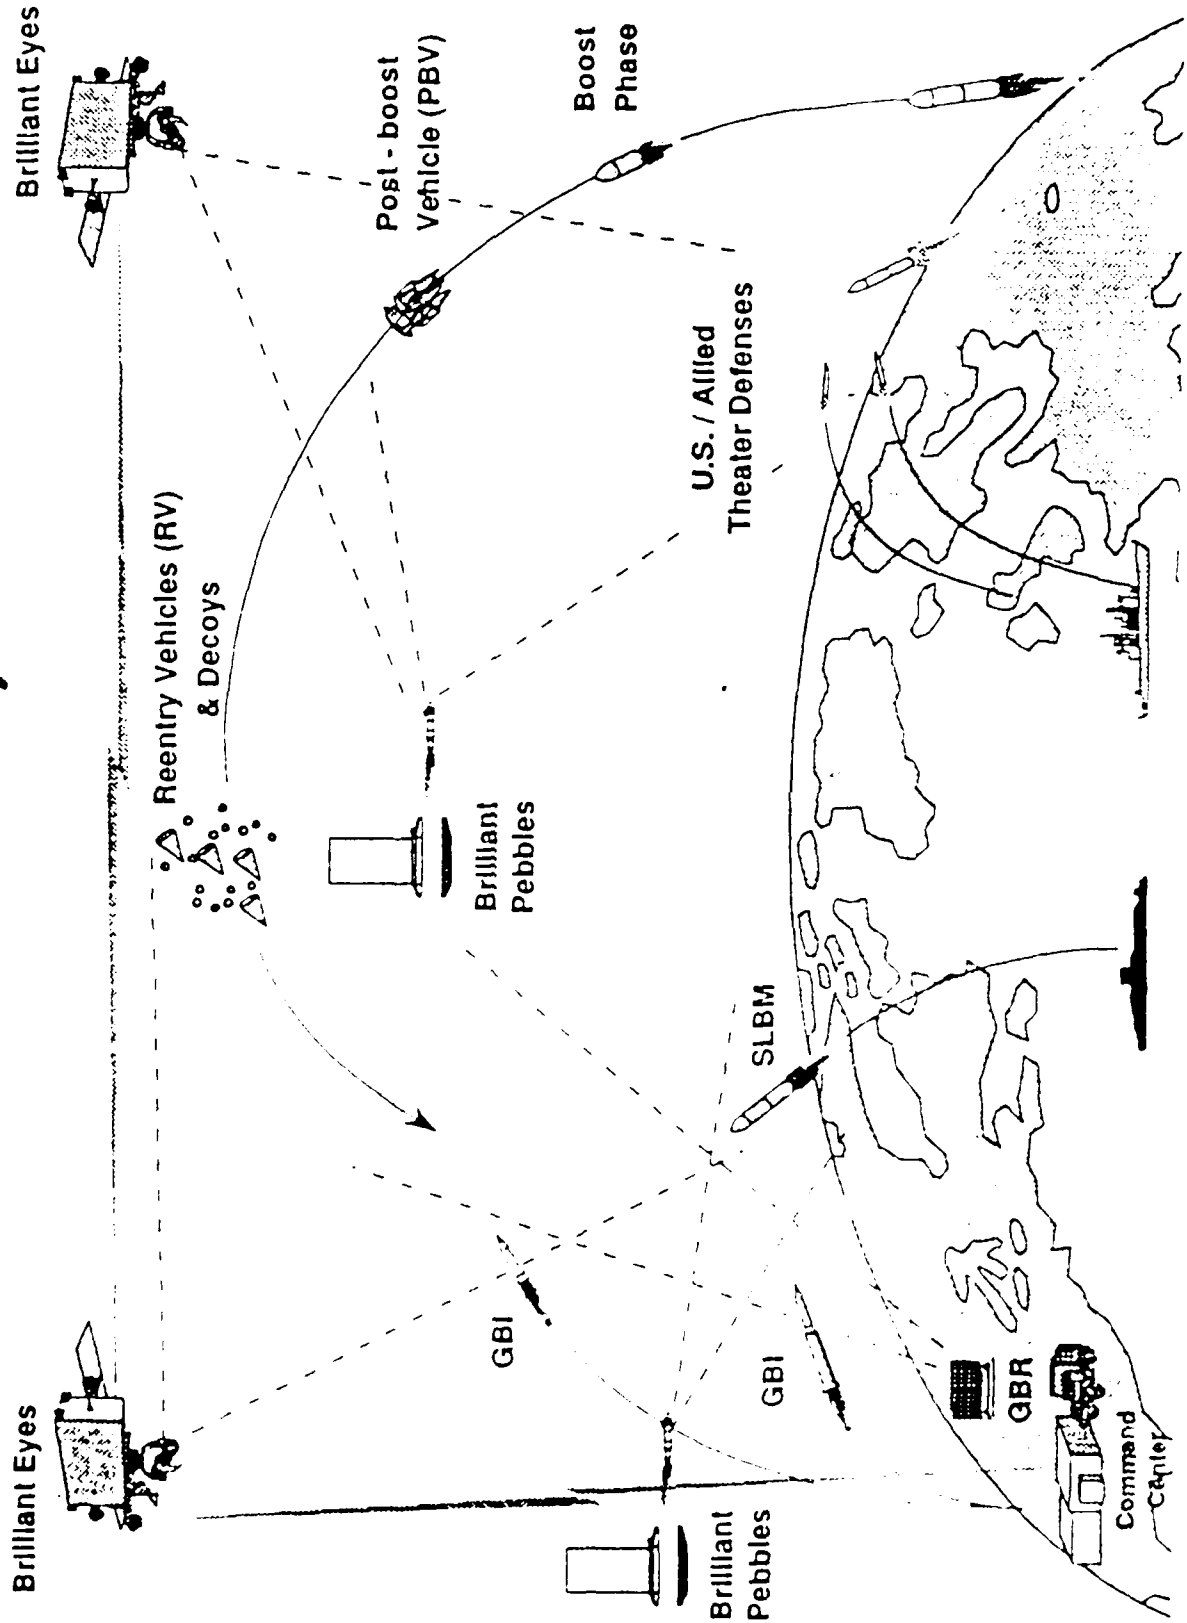 Brilliant Eyes
Brilliant Eyes
Reentry Vehicles (RV)
& Decoys
Post - boost
Vehicle (PBV)
Boost
Phase
Brilliant
Pebbles
U.S. / Allied
Theater Defenses
GBI
SLBM
Brilliant
Pebbles
GBI
GBR
Command
Center